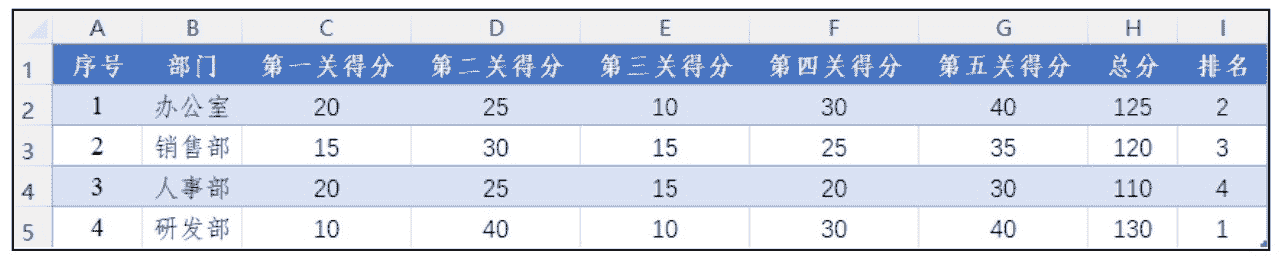 A B C D E F G H I
1 序号 部门 第一关得分 第二关得分 第三关得分 第四关得分 第五关得分 总分 排名
2 1 办公室 20 25 10 30 40 125 2
3 2 销售部 15 30 15 25 35 120 3
4 3 人事部 20 25 15 20 30 110 4
5 4 研发部 10 40 10 30 40 130 1